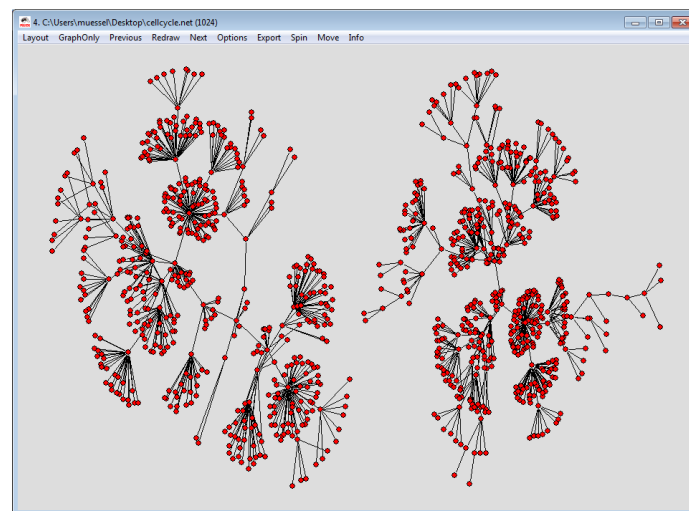 4. C:\Users\muessel\Desktop\cellcycle.net (1024)
Layout GraphOnly Previous Redraw Next Options Export Spin Move Info